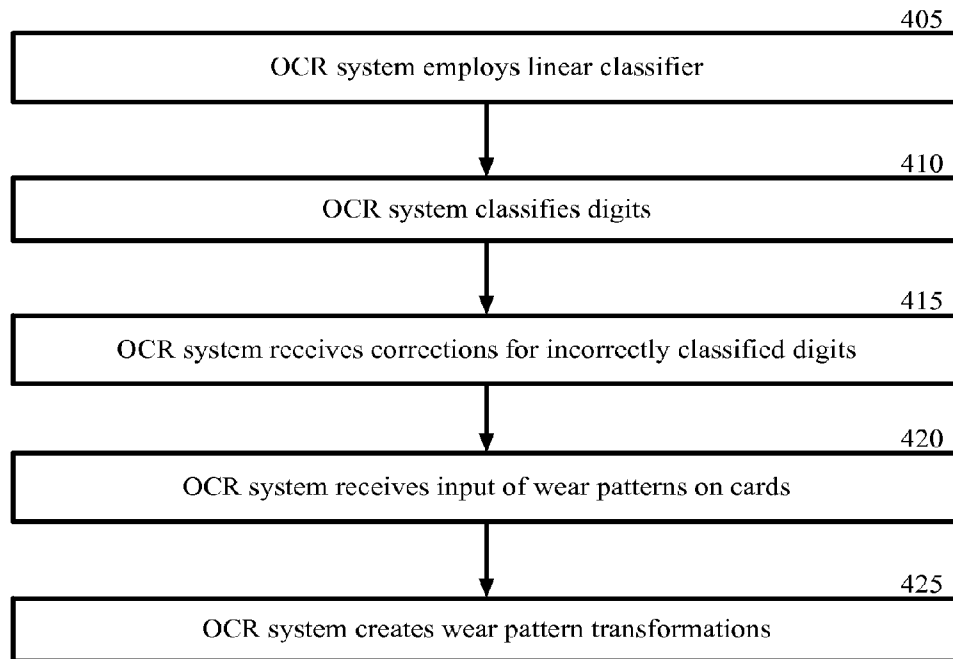 405
OCR system employs linear classifier
410
OCR system classifies digits
415
OCR system receives corrections for incorrectly classified digits
420
OCR system receives input of wear patterns on cards
425
OCR system creates wear pattern transformations